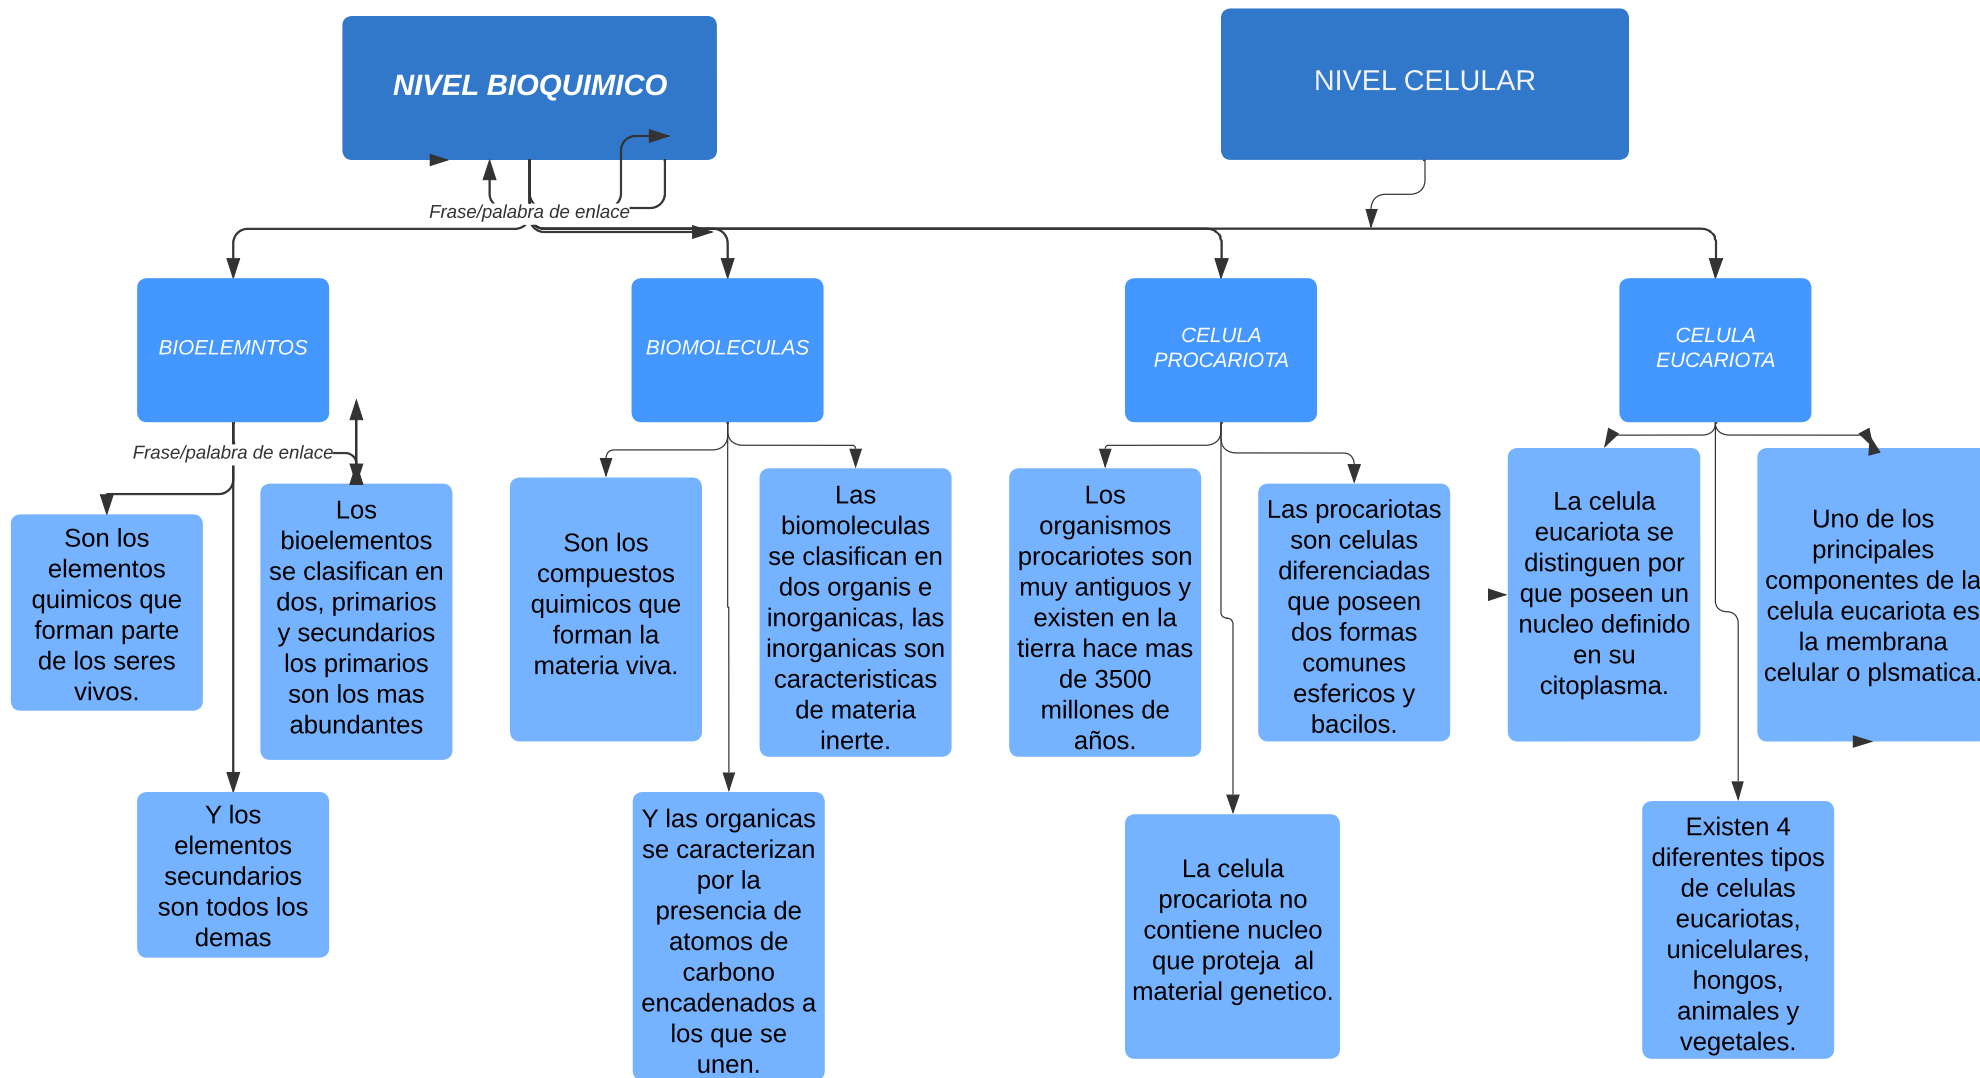 NIVEL BIOQUIMICO
NIVEL CELULAR
Frase/palabra de enlace
BIOELEMNTOS
BIOMOLECULAS
CELULA
PROCARIOTA
CELULA
EUCARIOTA
Frase/palabra de enlace
Son los
elementos
quimicos que
forman parte
de los seres
vivos.
Los
bioelementos
se clasifican en
dos, primarios
y secundarios
los primarios
son los mas
abundantes
Y los
elementos
secundarios
son todos los
demas
Son los
compuestos
quimicos que
forman la
materia viva.
Las
biomoleculas
se clasifican en
dos organis e
inorganicas, las
inorganicas son
caracteristicas
de materia
inerte.
Y las organicas
se caracterizan
por la
presencia de
atomos de
carbono
encadenados a
los que se
unen.
Los
organismos
procariotes son
muy antiguos y
existen en la
tierra hace mas
de 3500
millones de
años.
Las procariotas
son celulas
diferenciadas
que poseen
dos formas
comunes
esfericos y
bacilos.
La celula
procariota no
contiene nucleo
que proteja  al
material genetico.
La celula
eucariota se
distinguen por
que poseen un
nucleo definido
en su
citoplasma.
Uno de los
principales
componentes de la
celula eucariota es
la membrana
celular o plsmatica.
Existen 4
diferentes tipos
de celulas
eucariotas,
unicelulares,
hongos,
animales y
vegetales.